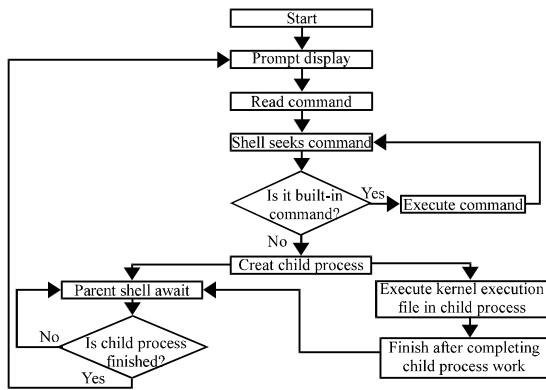 Start
Prompt display
Read command
Shell seeks command
Is it built-in
command?
Yes
Execute command
No
Creat child process
Parent shell await
Execute kernel execution
file in child process
No
Is child process
finished?
Yes
Finish after completing
child process work